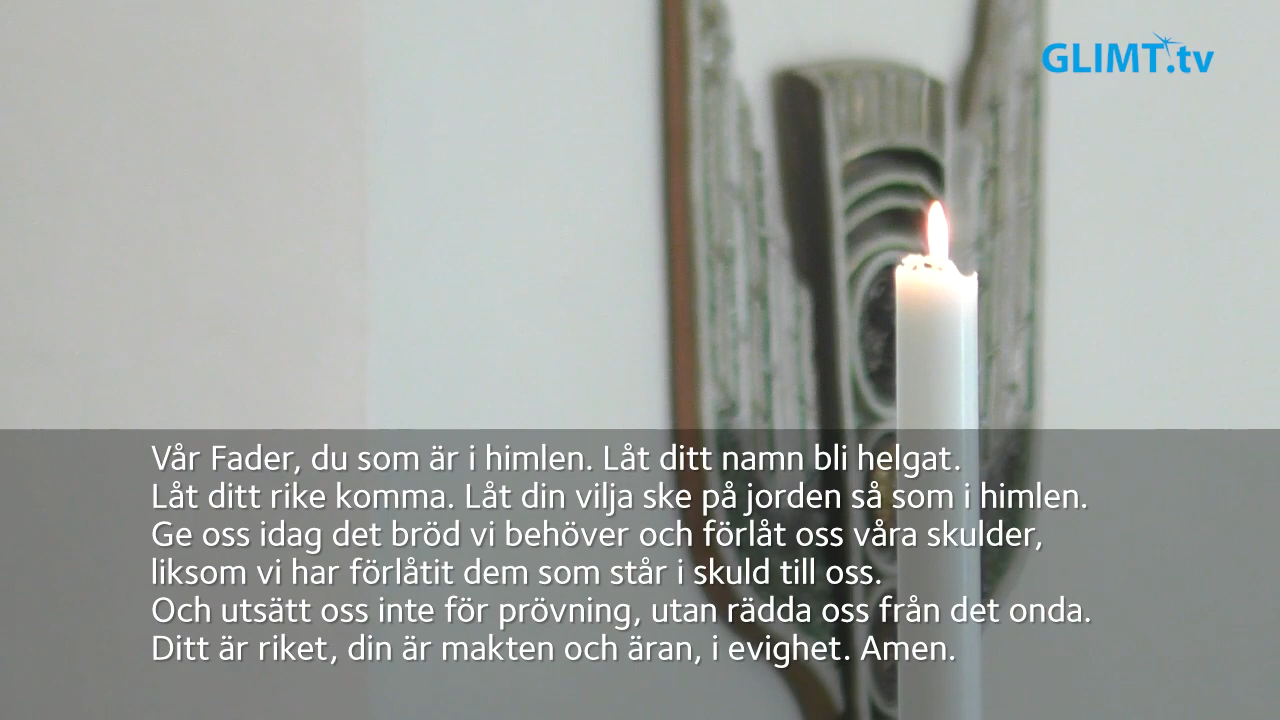 GLIMT.tv
Vår Fader, du som är i himlen. Låt ditt namn bli helgat.
Låt ditt rike komma. Låt din vilja ske på jorden så som i himlen.
Ge oss idag det bröd vi behöver och förlåt oss våra skulder,
liksom vi har förlåtit dem som står i skuld till oss.
Och utsätt oss inte för prövning, utan rädda oss från det onda.
Ditt är riket, din är makten och äran, i evighet. Amen.